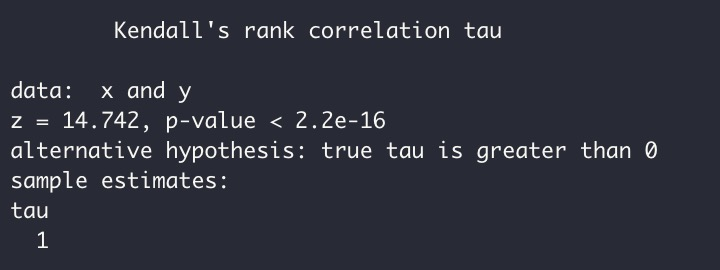 Kendall's rank correlation tau
data:  x and y
z = 14.742, p-value < 2.2e-16
alternative hypothesis: true tau is greater than 0
sample estimates:
tau
1